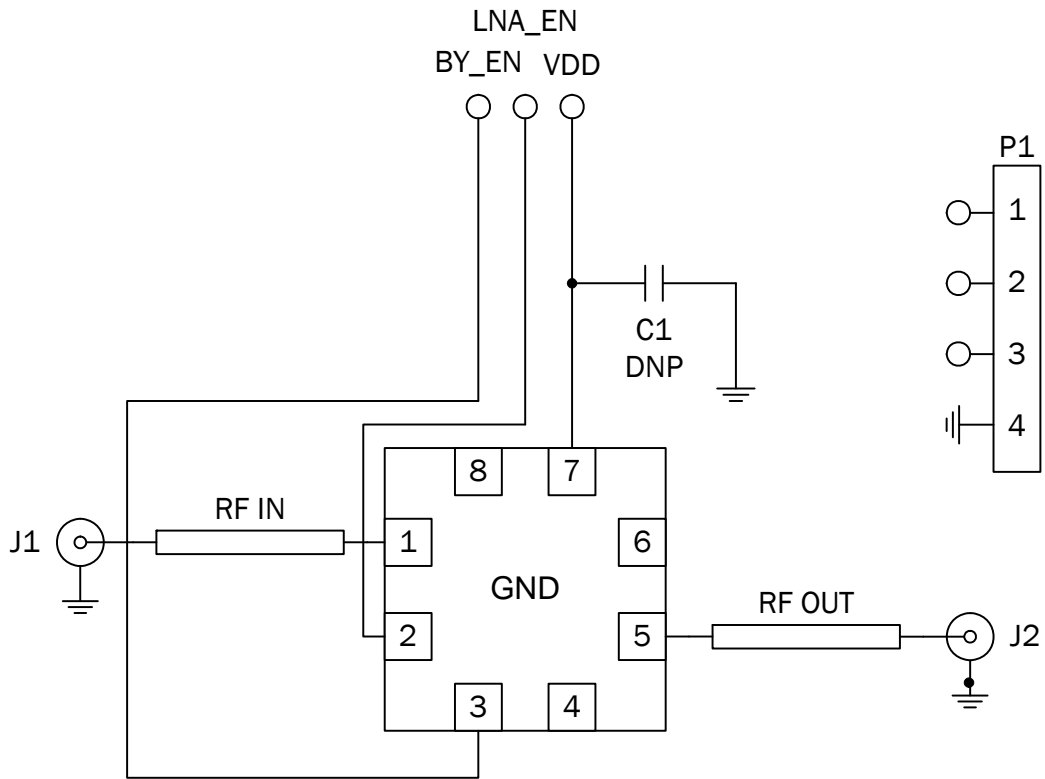 LNA_EN
BY_EN VDD
P1
1
2
3
4
C1
DNP
8 7
RF IN
J1 1 6
GND
RF OUT
2 5 J2
3 4